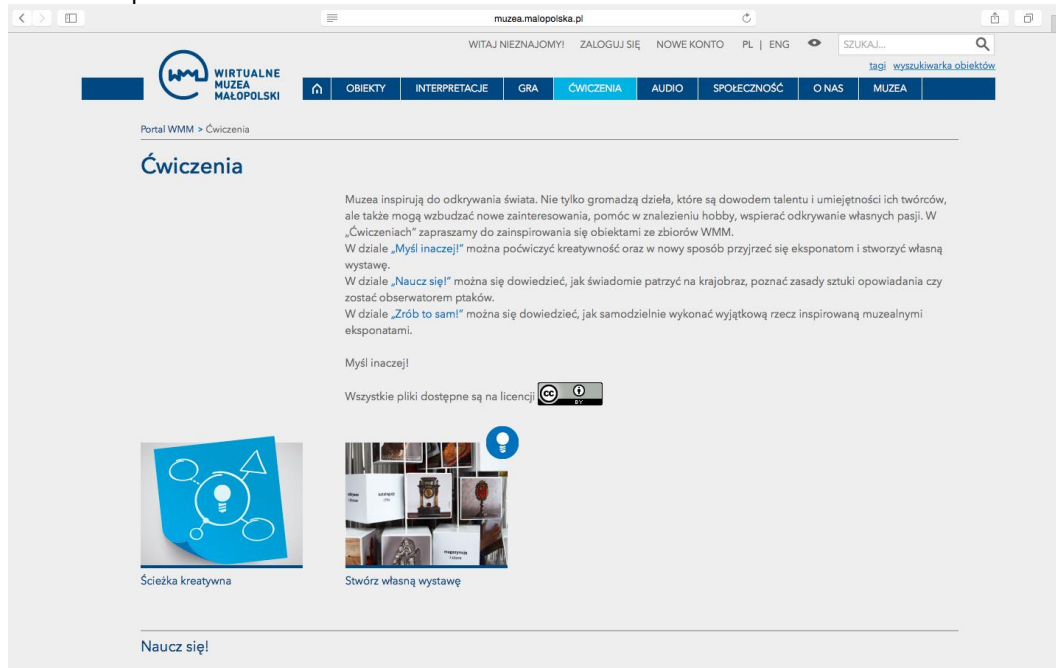 muzea.malopolska.pl
WITAJ NIEZNAJOMY! ZALOGUJ SIĘ NOWE KONTO PL | ENG SZUKAJ...
tagi wyszukiwarka obiektów
WIRTUALNE
MUZEA
MAŁOPOLSKI
OBIEKTY INTERPRETACJE GRA ĆWICZENIA AUDIO SPOŁECZNOŚĆ O NAS MUZEA
Portal WMM > Ćwiczenia
Ćwiczenia
Muzea inspirują do odkrywania świata. Nie tylko gromadzą dzieła, które są dowodem talentu i umiejętności ich twórców,
ale także mogą wzbudzać nowe zainteresowania, pomóc w znalezieniu hobby, wspierać odkrywanie własnych pasji. W
„Ćwiczeniach” zapraszamy do zainspirowania się obiektami ze zbiorów WMM.
W dziale „Myśl inaczej!” można poćwiczyć kreatywność oraz w nowy sposób przyjrzeć się eksponatom i stworzyć własną
wystawę.
W dziale „Naucz się!” można się dowiedzieć, jak świadomie patrzyć na krajobraz, poznać zasady sztuki opowiadania czy
zostać obserwatorem ptaków.
W dziale „Zrób to sam!” można się dowiedzieć, jak samodzielnie wykonać wyjątkową rzecz inspirowaną muzealnymi
eksponatami.
Myśl inaczej!
Wszystkie pliki dostępne są na licencji cc BY
Ścieżka kreatywna
Stwórz własną wystawę
Naucz się!